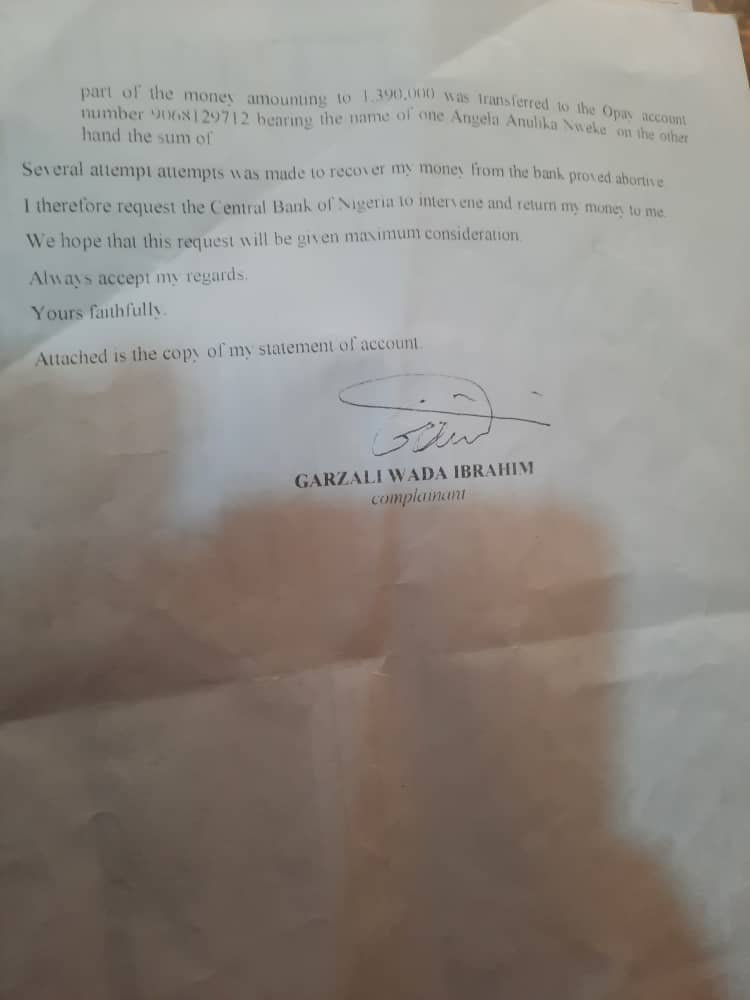 part of the money amounting to 1,390,000 was transferred to the Opay account
number 9068129712 bearing the name of one Angela Anulika Nweke on the other
hand the sum of
Several attempt attempts was made to recover my money from the bank proved abortive.
I therefore request the Central Bank of Nigeria to intervene and return my money to me.
We hope that this request will be given maximum consideration.
Always accept my regards.
Yours faithfully.
Attached is the copy of my statement of account.
GARZALI WADA IBRAHIM
complainant